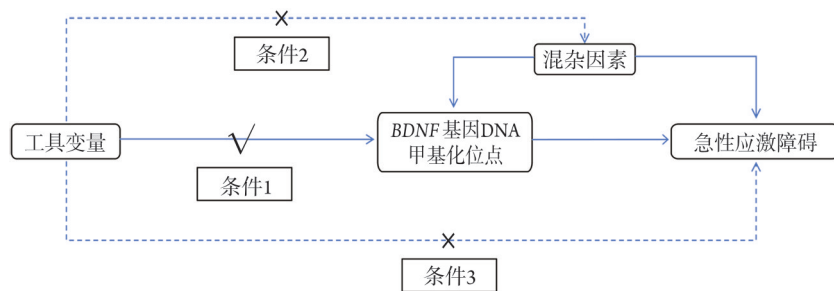 条件2
混杂因素
工具变量
BDNF 基因DNA
甲基化位点
急性应激障碍
条件1
条件3